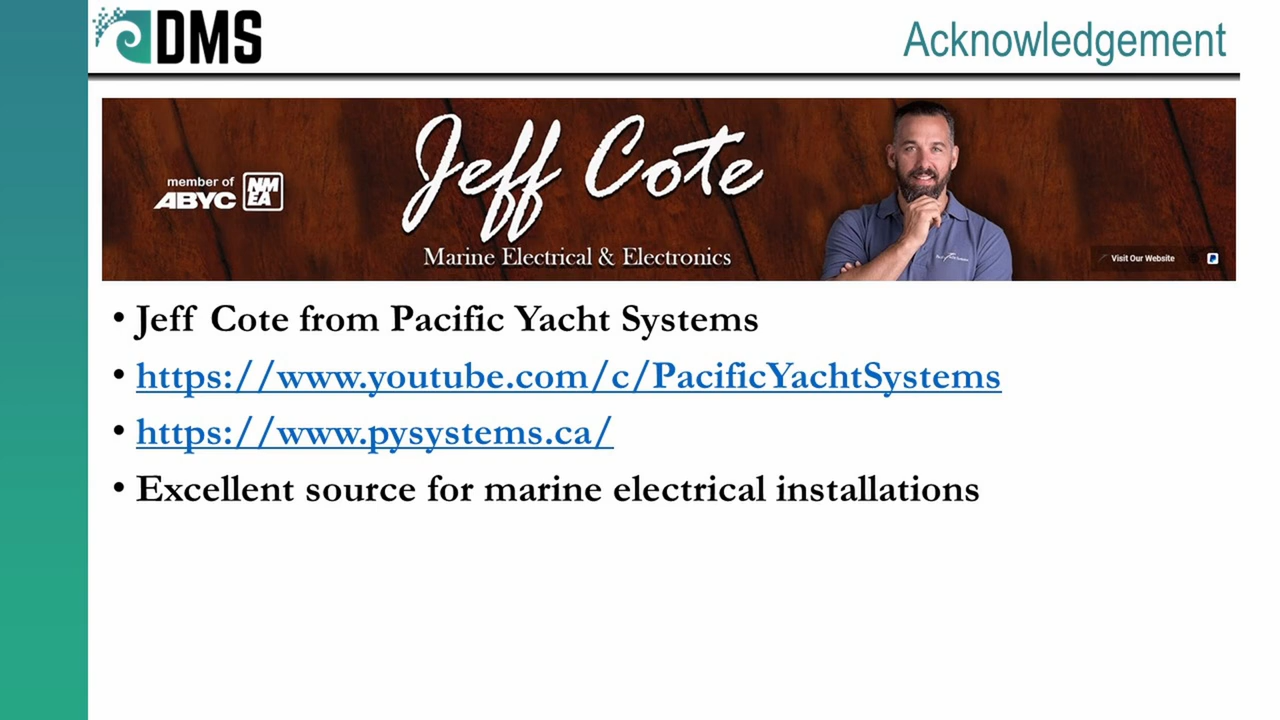 DMS
Acknowledgement
member of
ABYC NMEA
Jeff Cote
Marine Electrical & Electronics
Visit Our Website
• Jeff Cote from Pacific Yacht Systems
• https://www.youtube.com/c/PacificYachtSystems
• https://www.pysystems.ca/
• Excellent source for marine electrical installations